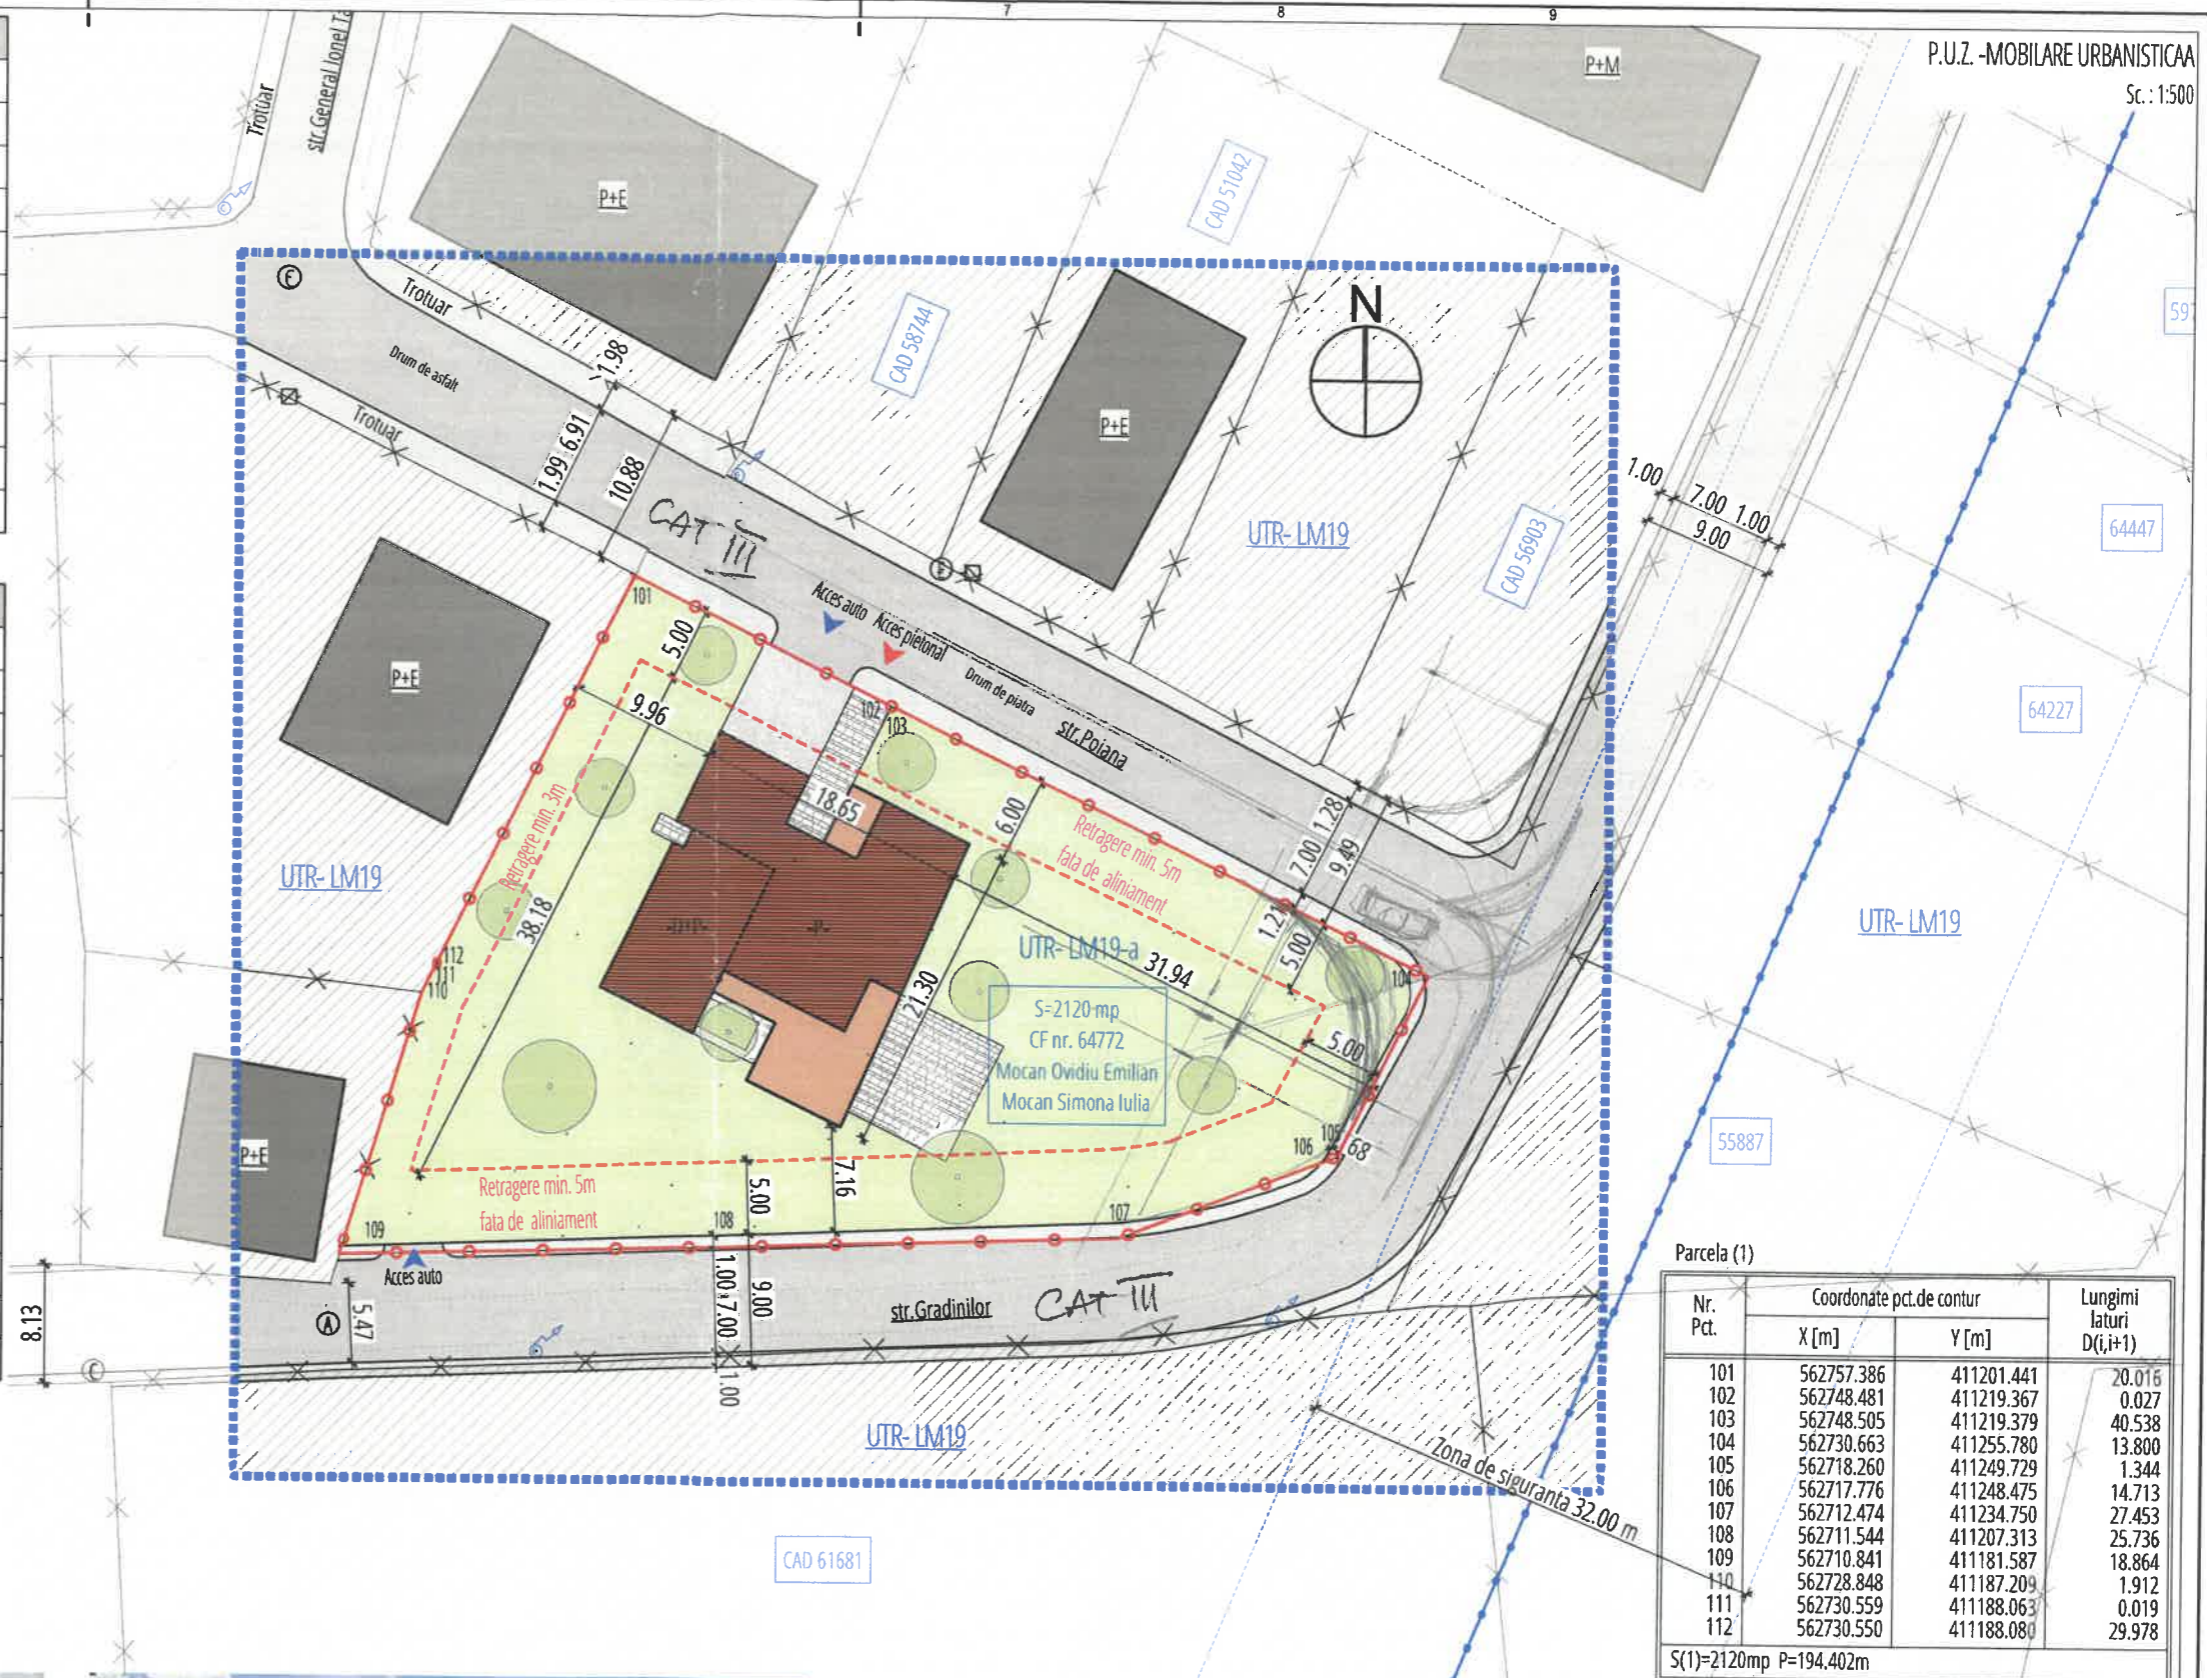 7
8
9
P.U.Z. -MOBILARE URBANISTICAA
Sc. : 1:500
Trotuar
P+M
P+E
CAD 51042
E
Trotuar
N
CAD 58744
597
Drum de asfalt
1.98
Trotuar
P+E
1.99 6.91
10.88
CAT III
1.00
7.00 1.00
9.00
UTR- LM19
64447
CAD 56903
E
101
Acces auto Acces pietonal
5.00
Drum de piatra
P+E
9.96
102
103
str.Poiana
64227
18.65
6.00
Retragere min. 3m
Retragere min. 5m
fata de aliniament
7.00 1.28
9.49
UTR- LM19
38.18
-P-
1.21
5.00
UTR- LM19-a
UTR- LM19
112
111
110
31.94
104
21.30
S=2120 mp
CF nr. 64772
Mocan Ovidiu Emilian
Mocan Simona Iulia
5.00
P+E
106
105
68
55887
7.16
Retragere min. 5m
fata de aliniament
5.00
109
108
107
Acces auto
8.13
A
5.47
1.00 7.00
9.00
1.00
str.Gradinilor
CAT III
C
UTR- LM19
Zona de siguranta 32.00 m
CAD 61681
Parcela (1)
Nr. Pct. Coordonate pct.de contur Lungimi laturi D(i,i+1)
X [m] Y [m]
101 562757.386 411201.441 20.016
102 562748.481 411219.367 0.027
103 562748.505 411219.379 40.538
104 562730.663 411255.780 13.800
105 562718.260 411249.729 1.344
106 562717.776 411248.475 14.713
107 562712.474 411234.750 27.453
108 562711.544 411207.313 25.736
109 562710.841 411181.587 18.864
110 562728.848 411187.209 1.912
111 562730.559 411188.063 0.019
112 562730.550 411188.080 29.978
S(1)=2120mp P=194.402m